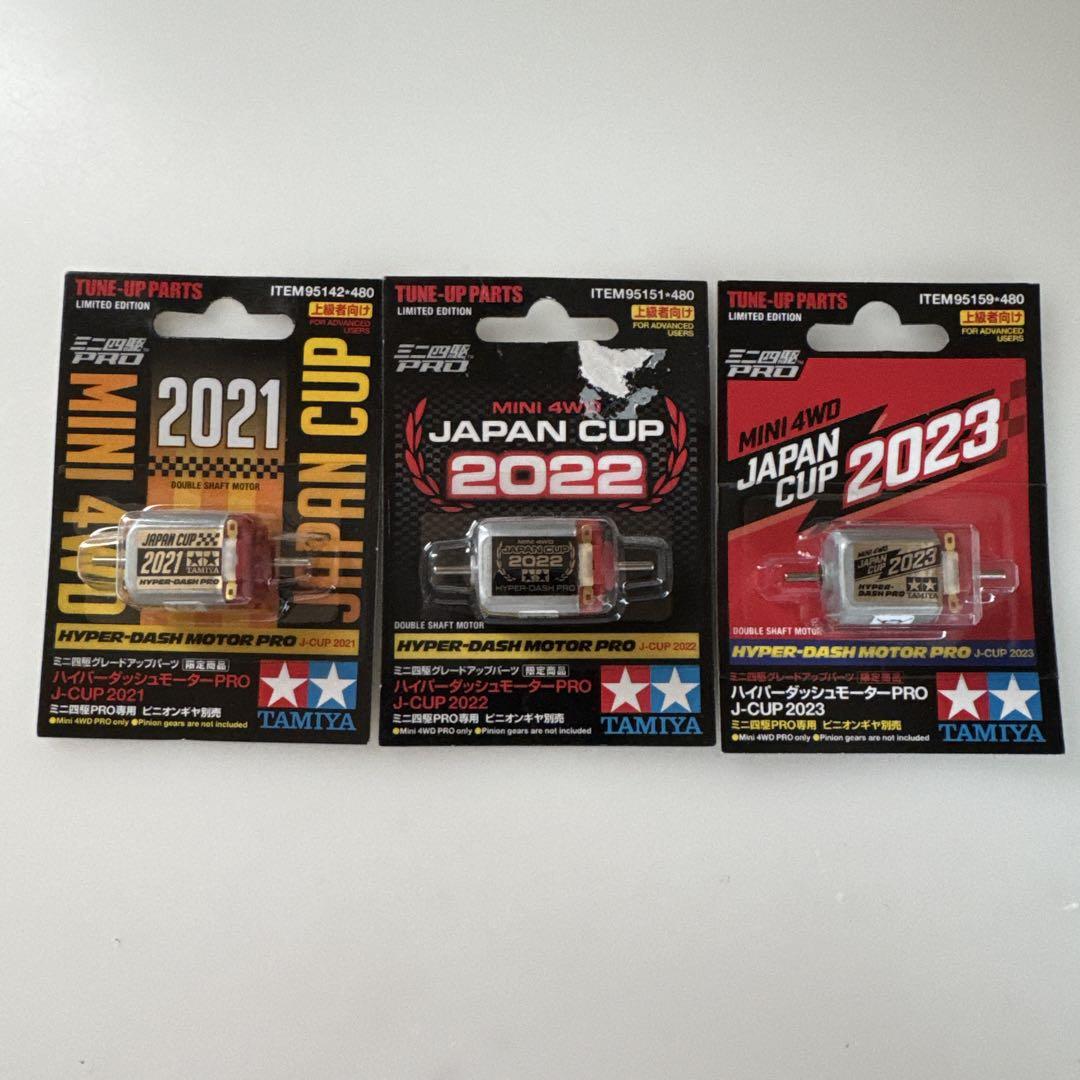 TUNE-UP PARTS
LIMITED EDITION
ITEM95142★480
上級者向け
FOR ADVANCED
USERS
ミニ四駆
PRO
MINI 4WD
2021
JAPAN CUP
DOUBLE SHAFT MOTOR
JAPAN CUP
2021
TAMIYA
HYPER-DASH PRO
HYPER-DASH MOTOR PRO J-CUP 2021
ミニ四駆グレードアップパーツ 限定商品
ハイパーダッシュモーターPRO
J-CUP 2021
ミニ四駆PRO専用 ピニオンギヤ別売
●Mini 4WD PRO only ●Pinion gears are not included
TAMIYA
TUNE-UP PARTS
LIMITED EDITION
ITEM95151★480
上級者向け
FOR ADVANCED
USERS
ミニ四駆
PRO
MINI 4WD
JAPAN CUP
2022
MINI 4WD
JAPAN CUP
2022
HYPER-DASH PRO
DOUBLE SHAFT MOTOR
HYPER-DASH MOTOR PRO J-CUP 2022
ミニ四駆グレードアップパーツ 限定商品
ハイパーダッシュモーターPRO
J-CUP 2022
ミニ四駆PRO専用 ピニオンギヤ別売
●Mini 4WD PRO only ●Pinion gears are not included
TAMIYA
TUNE-UP PARTS
LIMITED EDITION
ITEM95159★480
上級者向け
FOR ADVANCED
USERS
ミニ四駆
PRO
MINI 4WD
JAPAN
CUP
2023
MINI 4WD
JAPAN
CUP
2023
HYPER-
DASH PRO
TAMIYA
DOUBLE SHAFT MOTOR
HYPER-DASH MOTOR PRO J-CUP 2023
ミニ四駆グレードアップパーツ 限定商品
ハイパーダッシュモーターPRO
J-CUP 2023
ミニ四駆PRO専用 ピニオンギヤ別売
●Mini 4WD PRO only ●Pinion gears are not included
TAMIYA